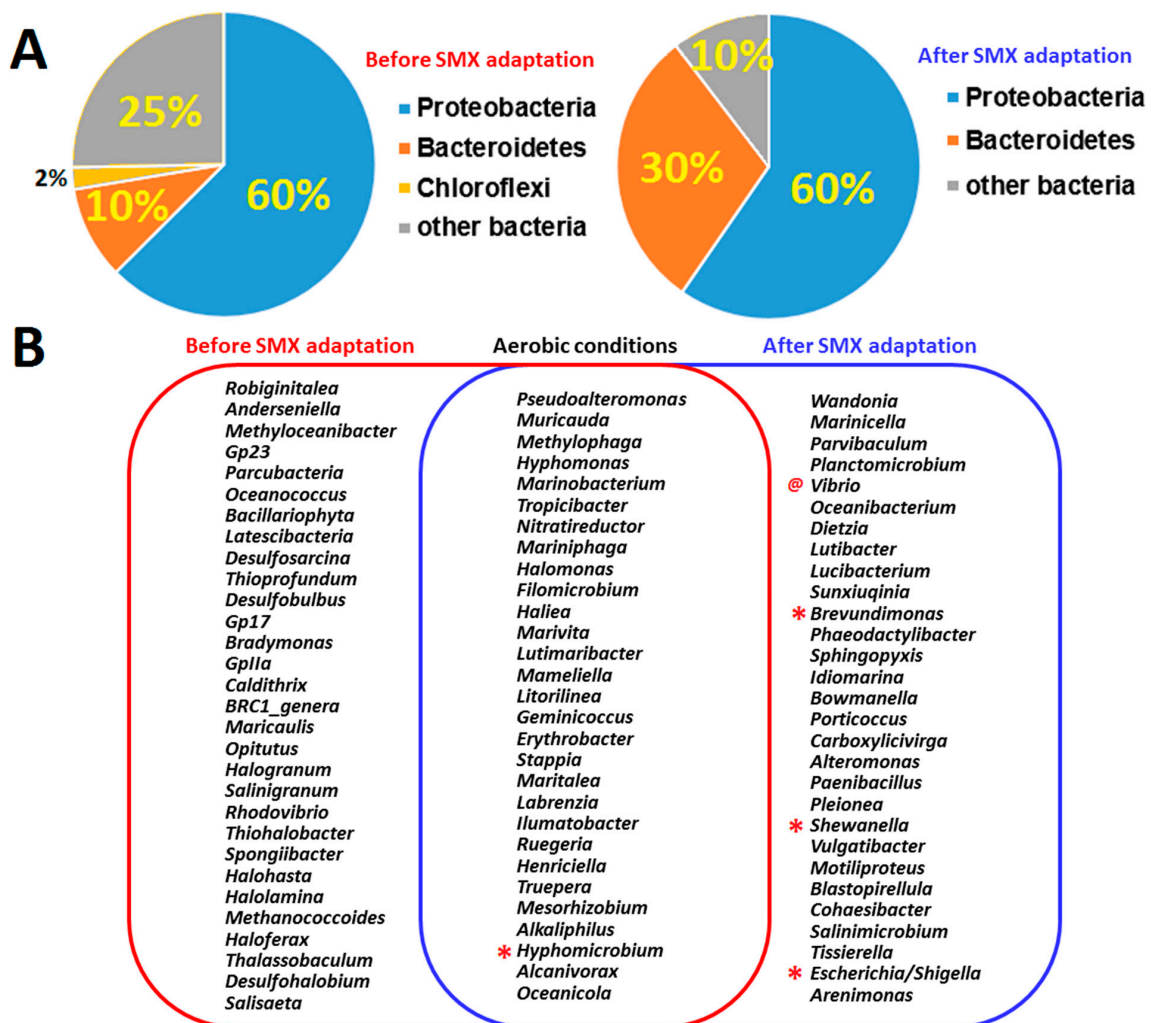 A
Before SMX adaptation
Proteobacteria
Bacteroidetes
Chloroflexi
other bacteria
25%
2%
10%
60%
After SMX adaptation
Proteobacteria
Bacteroidetes
other bacteria
10%
30%
60%
B
Before SMX adaptation
Robiginitalea
Anderseniella
Methyloceanibacter
Gp23
Parcubacteria
Oceanococcus
Bacillariophyta
Latescibacteria
Desulfosarcina
Thioprofundum
Desulfobulbus
Gp17
Bradymonas
GpIIa
Caldithrix
BRC1_genera
Maricaulis
Opitutus
Halogranum
Salinigranum
Rhodovibrio
Thiohalobacter
Spongiibacter
Halohasta
Halolamina
Methanococcoides
Haloferax
Thalassobaculum
Desulfohalobium
Salisaeta
Aerobic conditions
Pseudoalteromonas
Muricauda
Methylophaga
Hyphomonas
Marinobacterium
Tropicibacter
Nitratireductor
Mariniphaga
Halomonas
Filomicrobium
Haliea
Marivita
Lutimaribacter
Mameliella
Litorilinea
Geminicoccus
Erythrobacter
Stappia
Maritalea
Labrenzia
Ilumatobacter
Ruegeria
Henriciella
Truepera
Mesorhizobium
Alkaliphilus
* Hyphomicrobium
Alcanivorax
Oceanicola
After SMX adaptation
Wandonia
Marinicella
Parvibaculum
Planctomicrobium
@ Vibrio
Oceanibacterium
Dietzia
Lutibacter
Lucibacterium
Sunxiuqinia
* Brevundimonas
Phaeodactylibacter
Sphingopyxis
Idiomarina
Bowmanella
Porticoccus
Carboxylicivirga
Alteromonas
Paenibacillus
Pleionea
* Shewanella
Vulgatibacter
Motiliproteus
Blastopirellula
Cohaesibacter
Salinimicrobium
Tissierella
* Escherichia/Shigella
Arenimonas